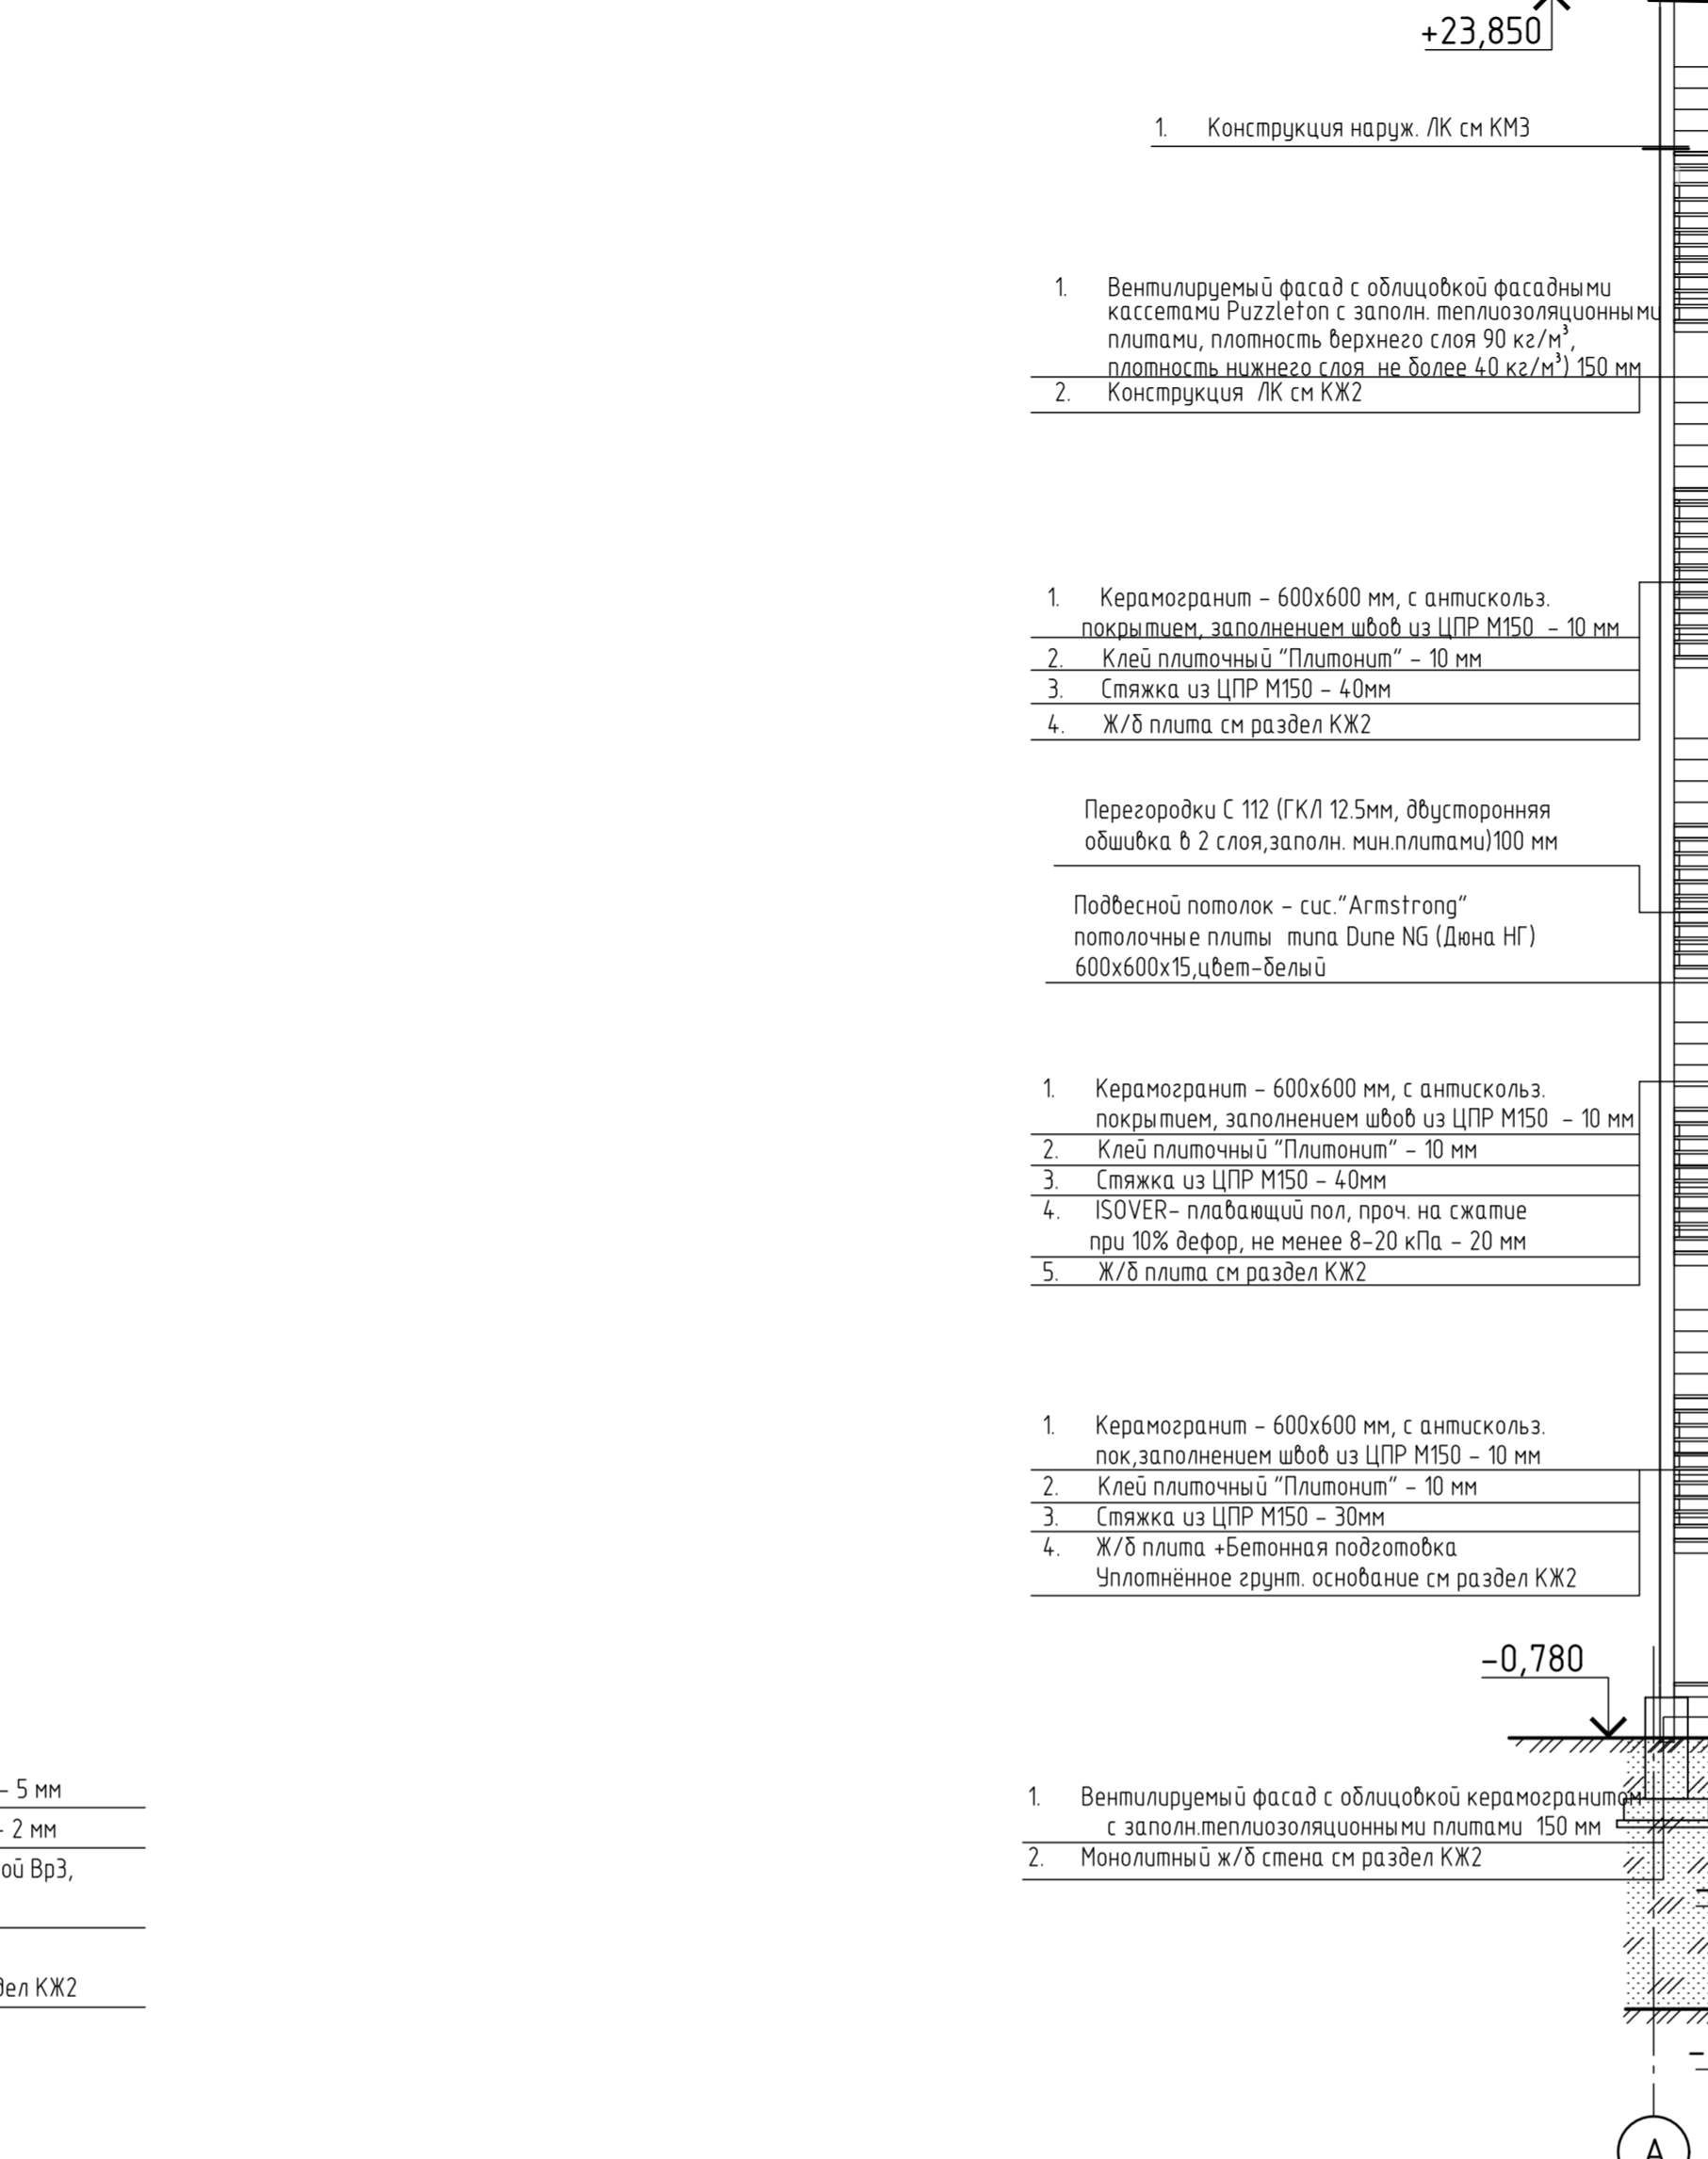 +23,850
1. Конструкция наруж. ЛК см КМ3
1. Вентилируемый фасад с облицовкой фасадными
кассетами Puzzleton с заполн. теплиозоляционными
плитами, плотность верхнего слоя 90 кг/м³,
плотность нижнего слоя не более 40 кг/м³) 150 мм
2. Конструкция ЛК см КЖ2
1. Керамогранит – 600х600 мм, с антискольз.
покрытием, заполнением швов из ЦПР М150 – 10 мм
2. Клей плиточный "Плитонит" – 10 мм
3. Стяжка из ЦПР М150 – 40мм
4. Ж/б плита см раздел КЖ2
Перегородки С 112 (ГКЛ 12.5мм, двусторонняя
обшивка в 2 слоя,заполн. мин.плитами)100 мм
Подвесной потолок – сис."Armstrong"
потолочные плиты типа Dune NG (Дюна НГ)
600х600х15,цвет-белый
1. Керамогранит – 600х600 мм, с антискольз.
покрытием, заполнением швов из ЦПР М150 – 10 мм
2. Клей плиточный "Плитонит" – 10 мм
3. Стяжка из ЦПР М150 – 40мм
4. ISOVER– плавающий пол, проч. на сжатие
при 10% дефор, не менее 8–20 кПа – 20 мм
5. Ж/б плита см раздел КЖ2
1. Керамогранит – 600х600 мм, с антискольз.
пок,заполнением швов из ЦПР М150 – 10 мм
2. Клей плиточный "Плитонит" – 10 мм
3. Стяжка из ЦПР М150 – 30мм
4. Ж/б плита +Бетонная подготовка
Уплотнённое грунт. основание см раздел КЖ2
–0,780
1. Вентилируемый фасад с облицовкой керамогранитом
с заполн.теплиозоляционными плитами 150 мм
2. Монолитный ж/б стена см раздел КЖ2
– 5 мм
– 2 мм
ой Вр3,
дел КЖ2
А